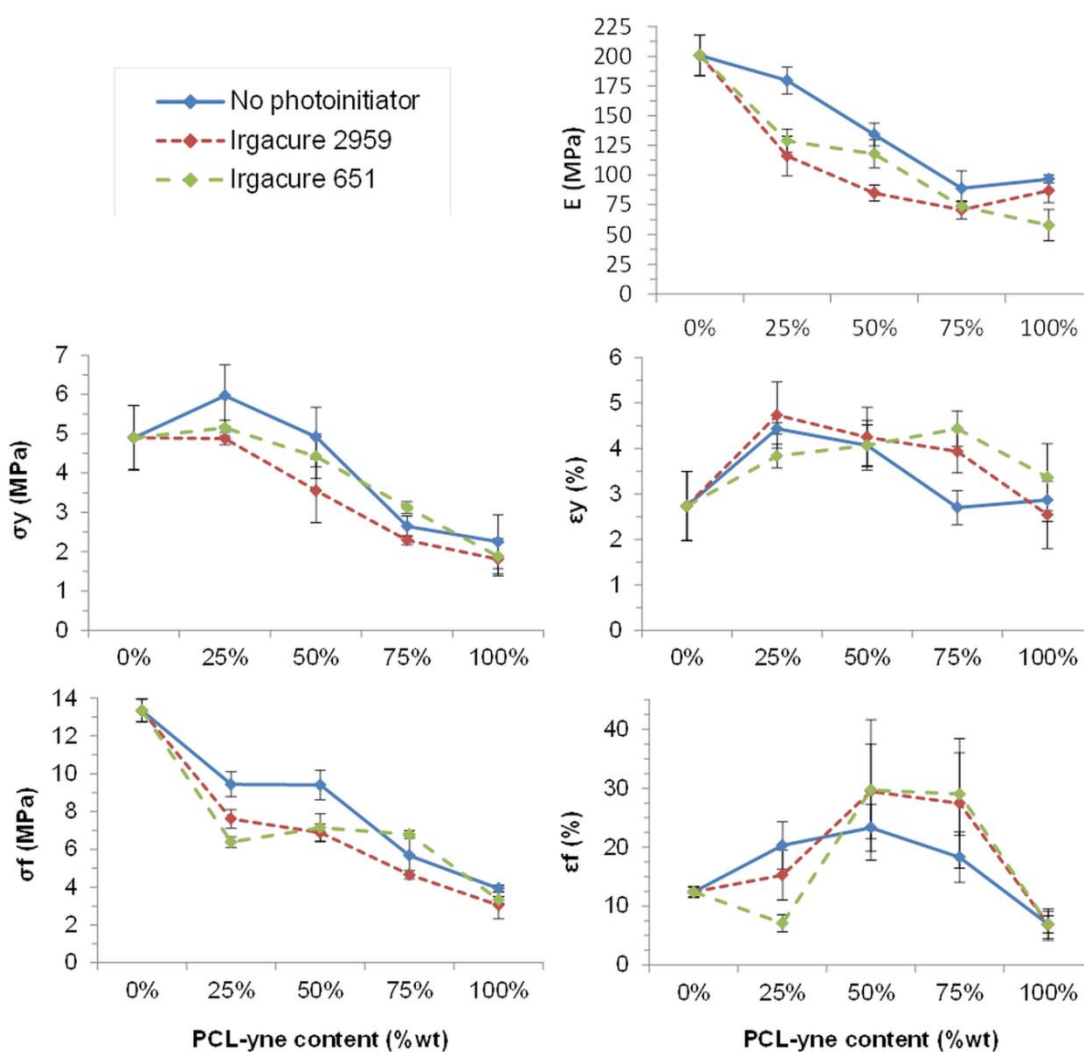 No photoinitiator
Irgacure 2959
Irgacure 651
E (MPa)
225
200
175
150
125
100
75
50
25
0
0% 25% 50% 75% 100%
σy (MPa)
7
6
5
4
3
2
1
0
0% 25% 50% 75% 100%
εy (%)
6
5
4
3
2
1
0
0% 25% 50% 75% 100%
σf (MPa)
14
12
10
8
6
4
2
0
0% 25% 50% 75% 100%
PCL-yne content (%wt)
εf (%)
40
30
20
10
0
0% 25% 50% 75% 100%
PCL-yne content (%wt)